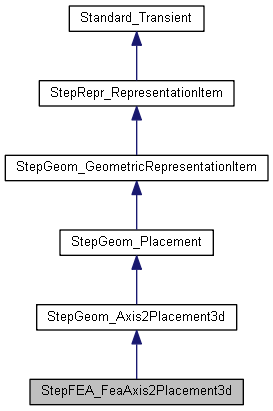 Standard_Transient
StepRepr_RepresentationItem
StepGeom_GeometricRepresentationItem
StepGeom_Placement
StepGeom_Axis2Placement3d
StepFEA_FeaAxis2Placement3d